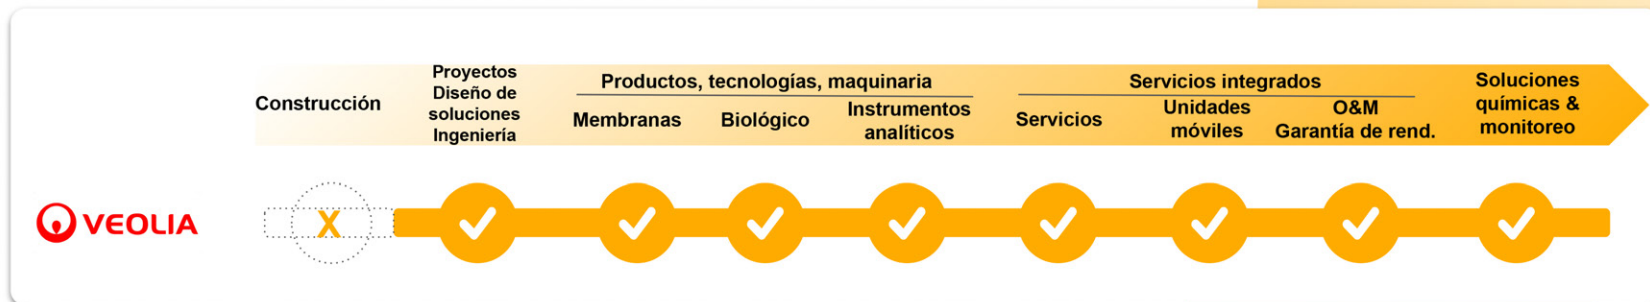 Construcción
Proyectos
Diseño de
soluciones
Ingeniería
Productos, tecnologías, maquinaria
Membranas
Biológico
Instrumentos
analíticos
Servicios integrados
Servicios
Unidades
móviles
O&M
Garantía de rend.
Soluciones
químicas &
monitoreo
VEOLIA
X